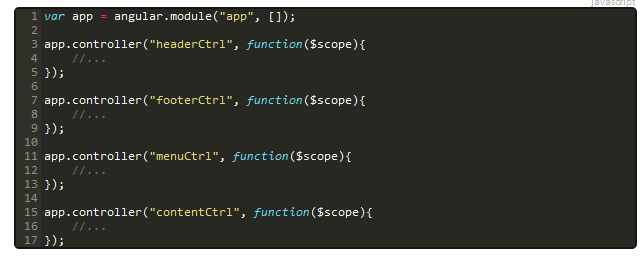 javascript
1 var app = angular.module("app", []);
2
3 app.controller("headerCtrl", function($scope){
4     //...
5 });
6
7 app.controller("footerCtrl", function($scope){
8     //...
9 });
10
11 app.controller("menuCtrl", function($scope){
12     //...
13 });
14
15 app.controller("contentCtrl", function($scope){
16     //...
17 });